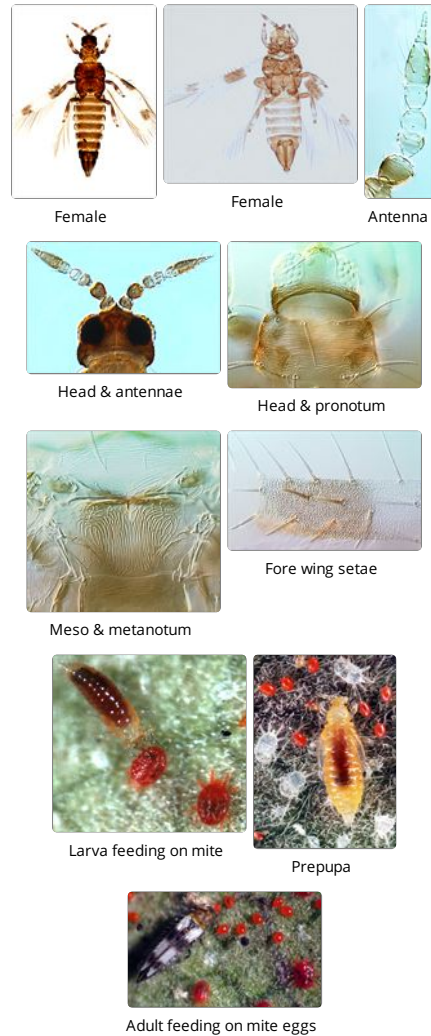 Female
Female
Antenna
Head & antennae
Head & pronotum
Meso & metanotum
Fore wing setae
Larva feeding on mite
Prepupa
Adult feeding on mite eggs